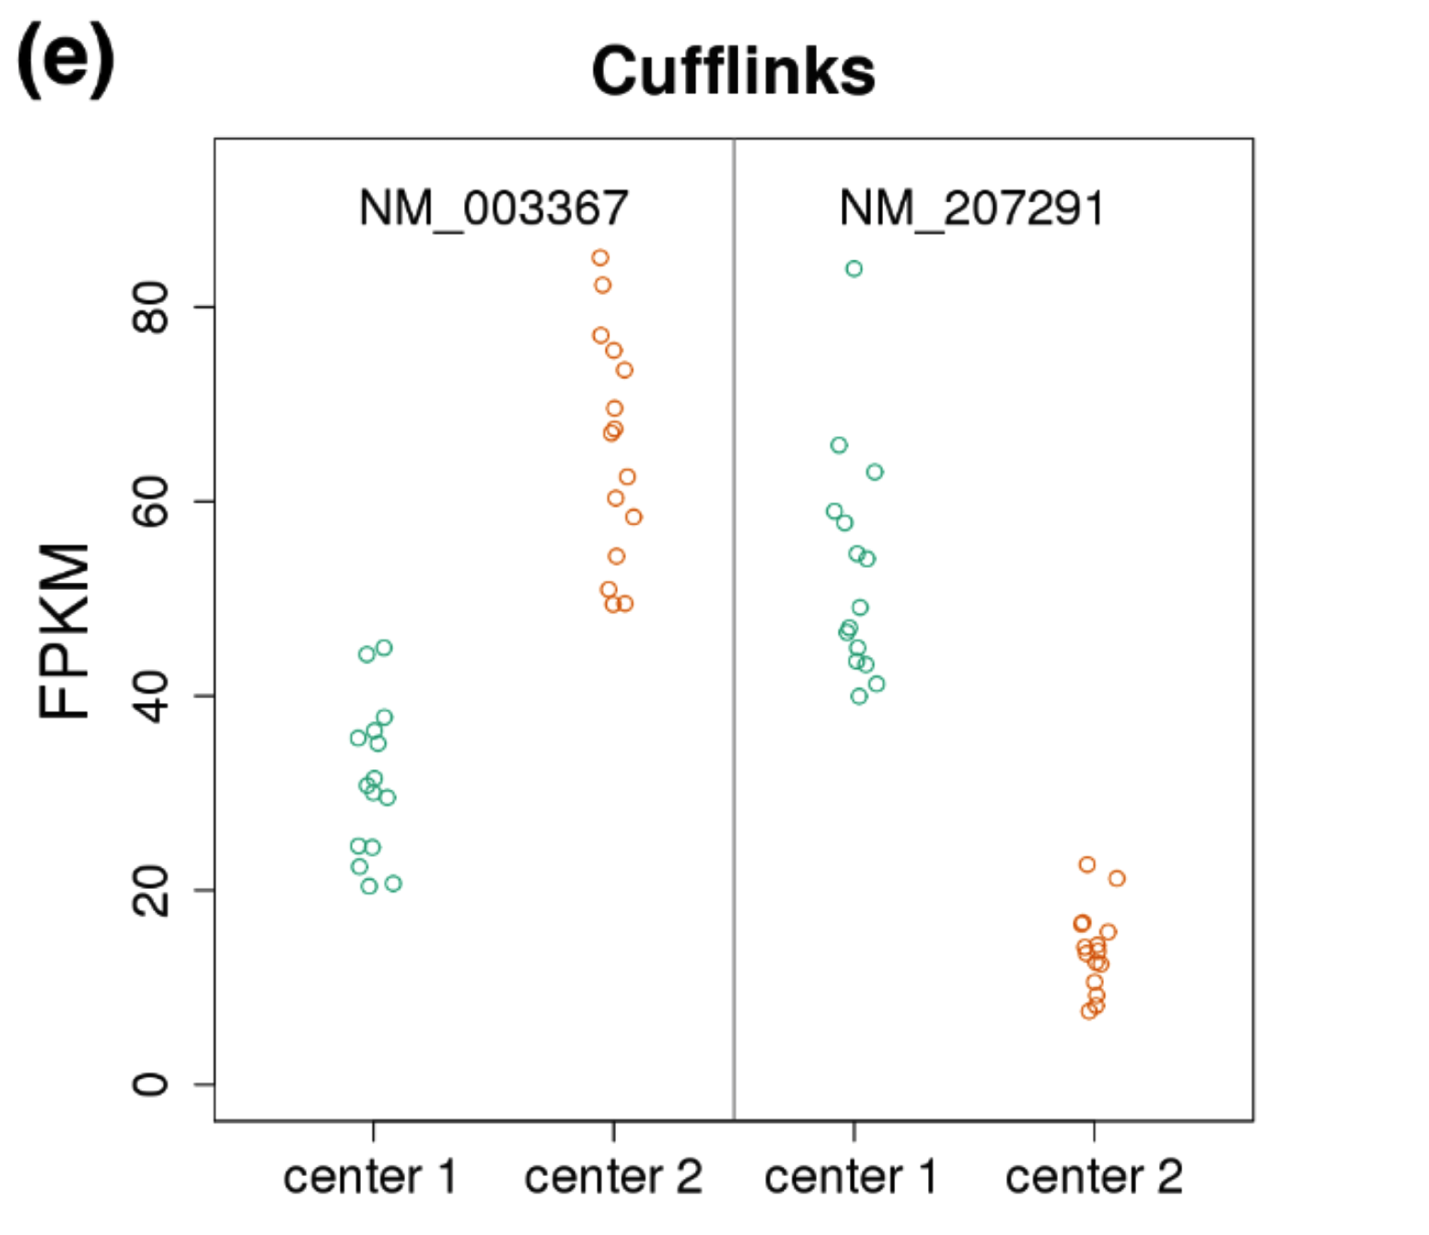 (e)
Cufflinks
NM_003367
NM_207291
FPKM
80
60
40
20
0
center 1
center 2
center 1
center 2